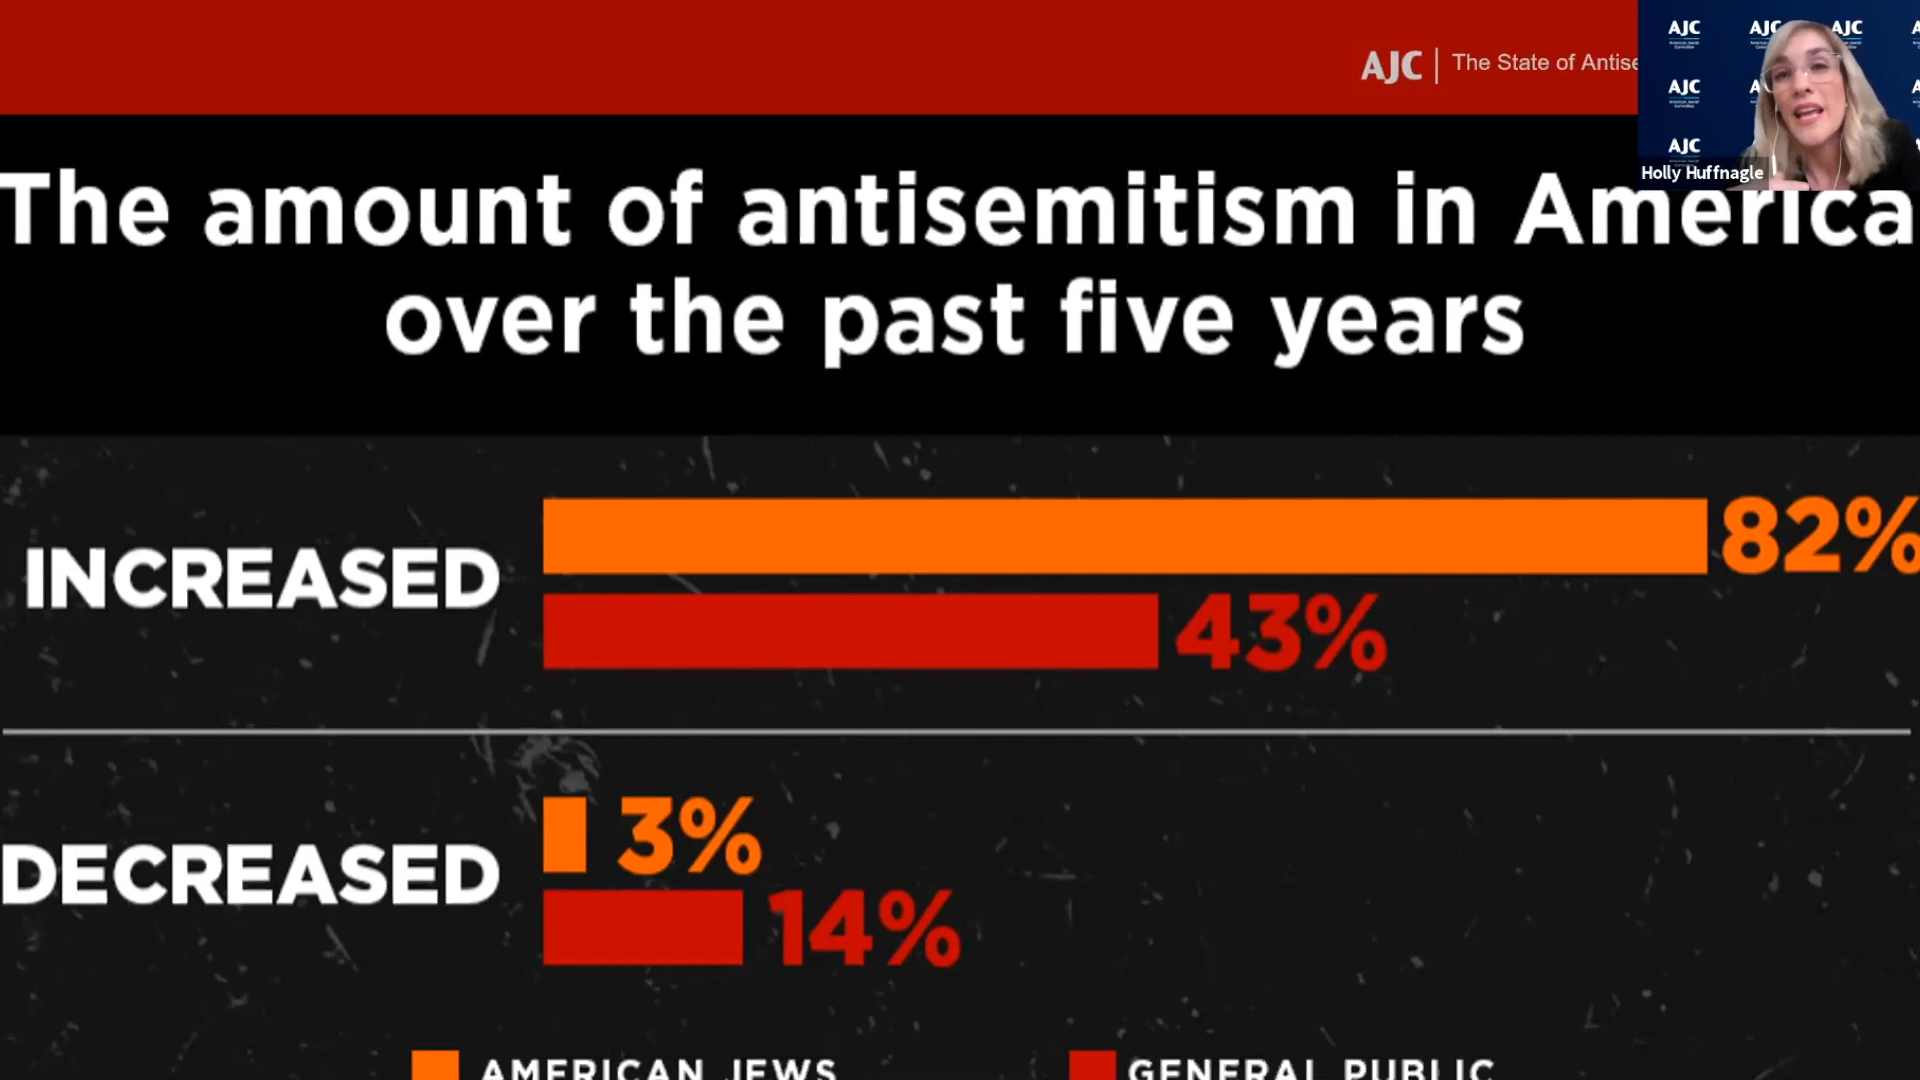 AJC | The State of
AJC AJC AJC
AJC
AJC
Holly Huffnagle
The amount of antisemitism in America
over the past five years
INCREASED
82%
43%
DECREASED
3%
14%
AMERICAN JEWS GENERAL PUBLIC